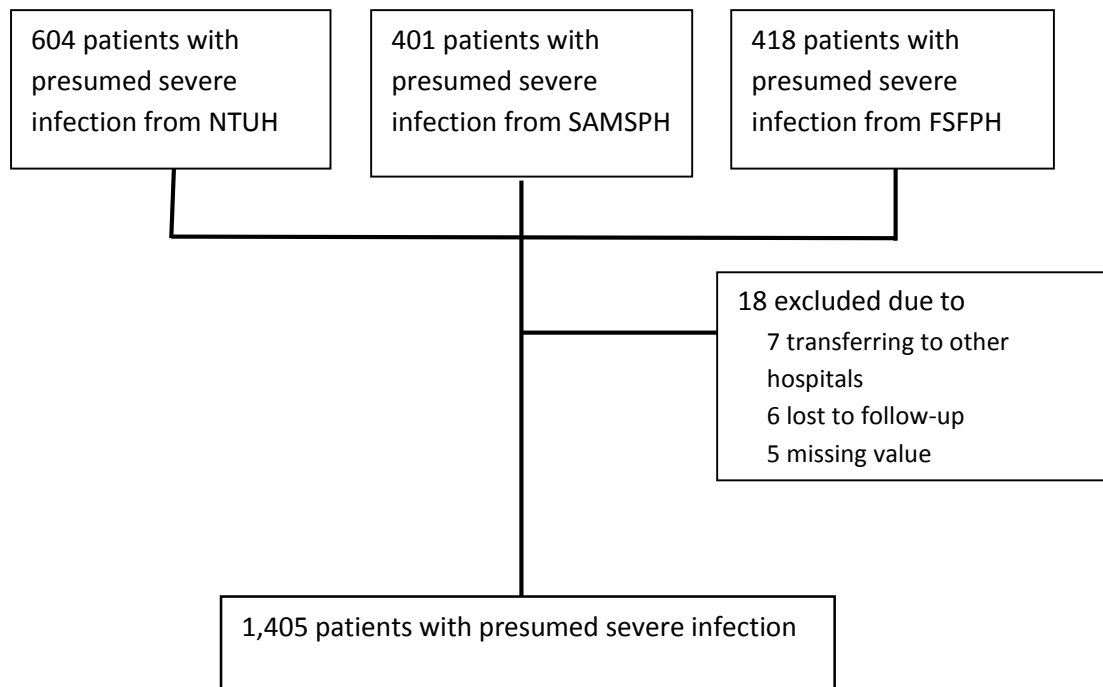 604 patients with
presumed severe
infection from NTUH
401 patients with
presumed severe
infection from SAMSPH
418 patients with
presumed severe
infection from FSFPH
18 excluded due to
7 transferring to other
hospitals
6 lost to follow-up
5 missing value
1,405 patients with presumed severe infection